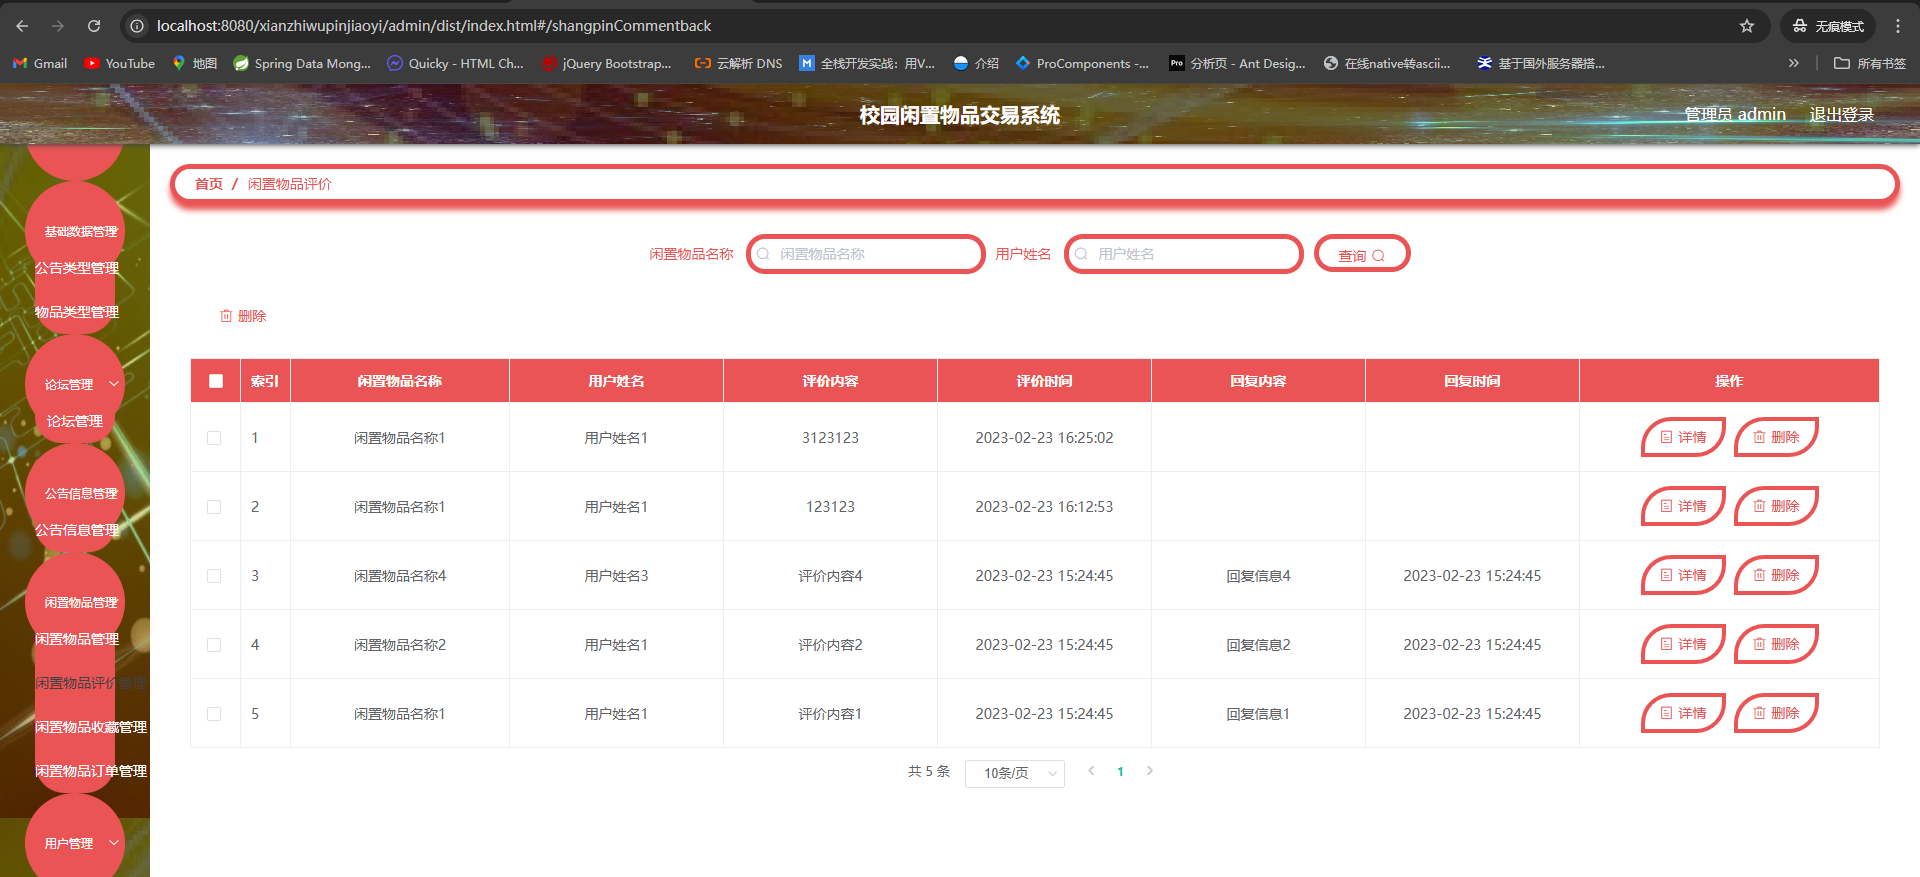 localhost:8080/xianzhiwupinjiaoyi/admin/dist/index.html#/shangpinCommentback
无痕模式
Gmail YouTube 地图 Spring Data Mong... Quicky - HTML Ch... jQuery Bootstrap... 云解析 DNS 全栈开发实战：用V... 介绍 ProComponents -... Pro 分析页 - Ant Desig... 在线native转ascii... 基于国外服务器搭... 所有书签
校园闲置物品交易系统
管理员 admin 退出登录
首页 / 闲置物品评价
基础数据管理
公告类型管理
物品类型管理
论坛管理
论坛管理
公告信息管理
公告信息管理
闲置物品管理
闲置物品管理
闲置物品评价管理
闲置物品收藏管理
闲置物品订单管理
用户管理
闲置物品名称 闲置物品名称 用户姓名 用户姓名 查询
删除
索引 闲置物品名称 用户姓名 评价内容 评价时间 回复内容 回复时间 操作
1 闲置物品名称1 用户姓名1 3123123 2023-02-23 16:25:02 详情 删除
2 闲置物品名称1 用户姓名1 123123 2023-02-23 16:12:53 详情 删除
3 闲置物品名称4 用户姓名3 评价内容4 2023-02-23 15:24:45 回复信息4 2023-02-23 15:24:45 详情 删除
4 闲置物品名称2 用户姓名1 评价内容2 2023-02-23 15:24:45 回复信息2 2023-02-23 15:24:45 详情 删除
5 闲置物品名称1 用户姓名1 评价内容1 2023-02-23 15:24:45 回复信息1 2023-02-23 15:24:45 详情 删除
共 5 条 10条/页 1